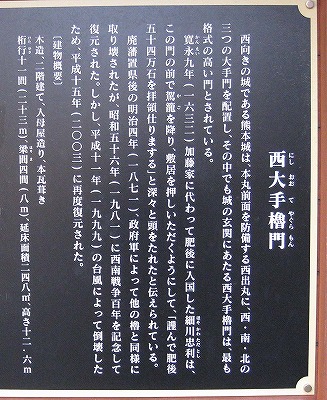 西大手櫓門
にし おお て やぐら もん
西向きの城である熊本城は、本丸前面を防備する西出丸に、西・南・北の
三つの大手門を配置し、その中でも城の玄関にあたる西大手櫓門は、最も
格式の高い門とされている。
寛永九年(一六三二)加藤家に代わって肥後に入国した細川忠利は、
この門の前で駕籠を降り、敷居を押しいただくようにして、「謹んで肥後
五十四万石を拝領仕りまする」と深々と頭をたれたと伝えられている。
廃藩置県後の明治四年(一八七一)、政府軍によって他の櫓と同様に
取り壊されたが、昭和五十六年(一九八一)に西南戦争百年を記念して
復元された。しかし、平成十一年(一九九九)の台風によって倒壊した
ため、平成十五年(二〇〇三)に再度復元された。
〔建物概要〕
木造、二階建て、入母屋造り、本瓦葺き
桁行十一間(二十三m)、梁間四間(八m)、延床面積二四八㎡、高さ十二・六m